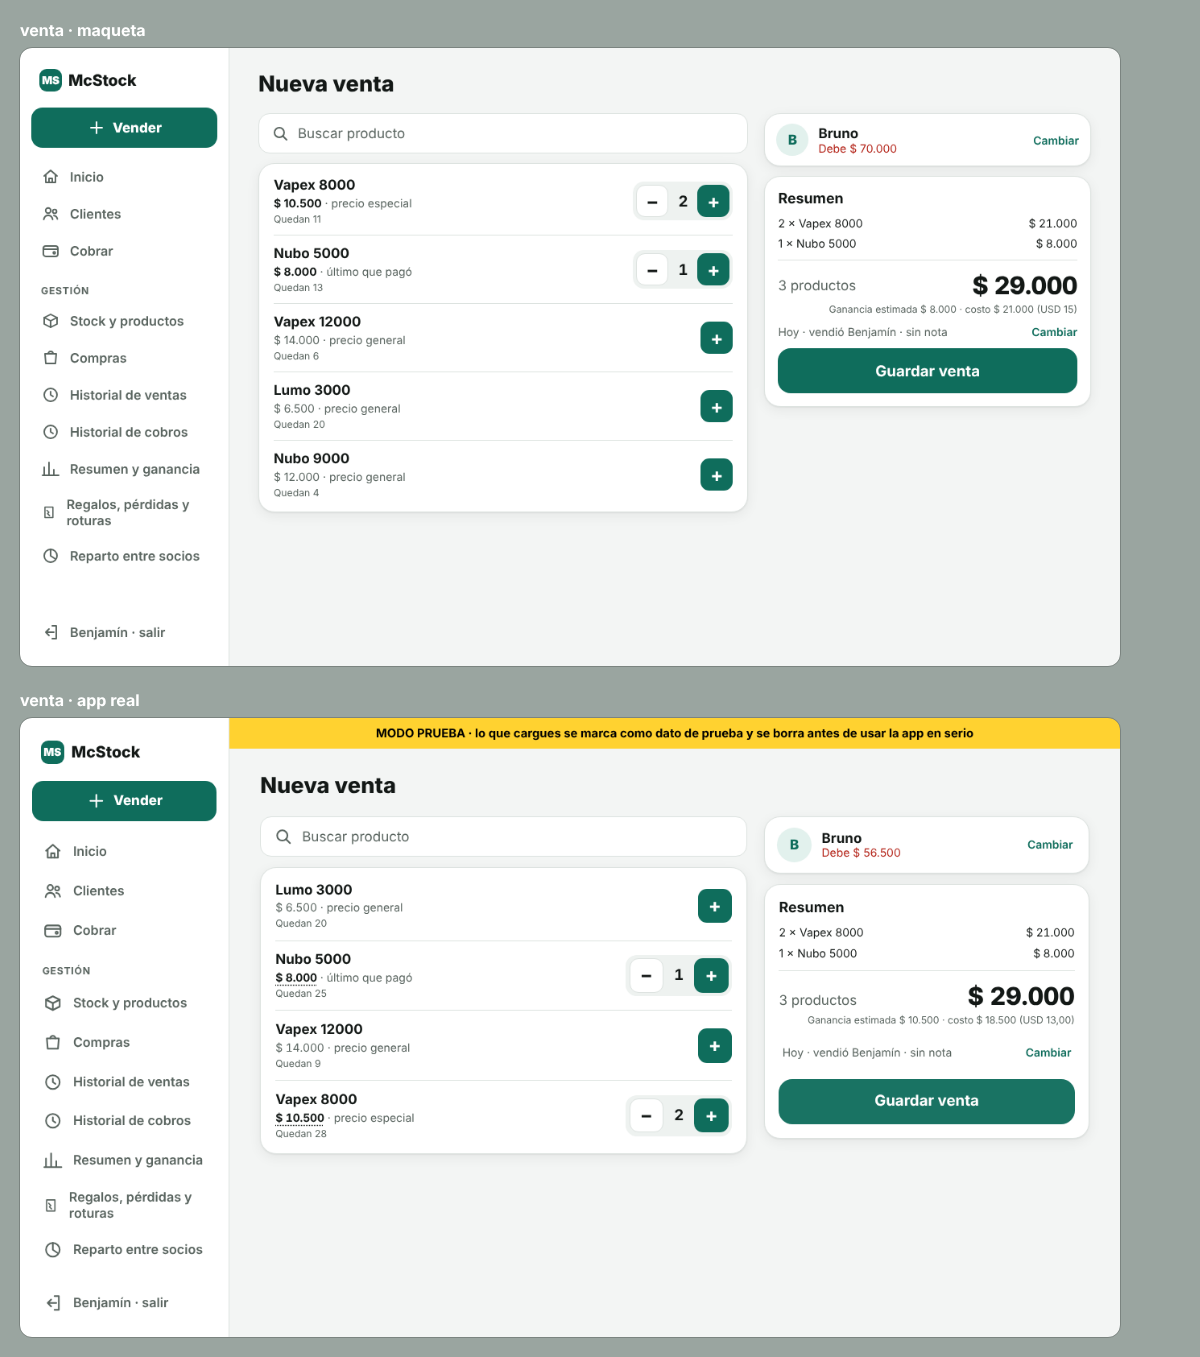 venta · maqueta
MS McStock
+ Vender
Inicio
Clientes
Cobrar
GESTIÓN
Stock y productos
Compras
Historial de ventas
Historial de cobros
Resumen y ganancia
Regalos, pérdidas y
roturas
Reparto entre socios
Benjamín · salir
Nueva venta
Buscar producto
Vapex 8000
$ 10.500 · precio especial
Quedan 11
− 2 +
Nubo 5000
$ 8.000 · último que pagó
Quedan 13
− 1 +
Vapex 12000
$ 14.000 · precio general
Quedan 6
+
Lumo 3000
$ 6.500 · precio general
Quedan 20
+
Nubo 9000
$ 12.000 · precio general
Quedan 4
+
B
Bruno
Debe $ 70.000
Cambiar
Resumen
2 × Vapex 8000 $ 21.000
1 × Nubo 5000 $ 8.000
3 productos $ 29.000
Ganancia estimada $ 8.000 · costo $ 21.000 (USD 15)
Hoy · vendió Benjamín · sin nota Cambiar
Guardar venta
venta · app real
MS McStock
+ Vender
Inicio
Clientes
Cobrar
GESTIÓN
Stock y productos
Compras
Historial de ventas
Historial de cobros
Resumen y ganancia
Regalos, pérdidas y
roturas
Reparto entre socios
Benjamín · salir
MODO PRUEBA · lo que cargues se marca como dato de prueba y se borra antes de usar la app en serio
Nueva venta
Buscar producto
Lumo 3000
$ 6.500 · precio general
Quedan 20
+
Nubo 5000
$ 8.000 · último que pagó
Quedan 25
− 1 +
Vapex 12000
$ 14.000 · precio general
Quedan 9
+
Vapex 8000
$ 10.500 · precio especial
Quedan 28
− 2 +
B
Bruno
Debe $ 56.500
Cambiar
Resumen
2 × Vapex 8000 $ 21.000
1 × Nubo 5000 $ 8.000
3 productos $ 29.000
Ganancia estimada $ 10.500 · costo $ 18.500 (USD 13,00)
Hoy · vendió Benjamín · sin nota Cambiar
Guardar venta